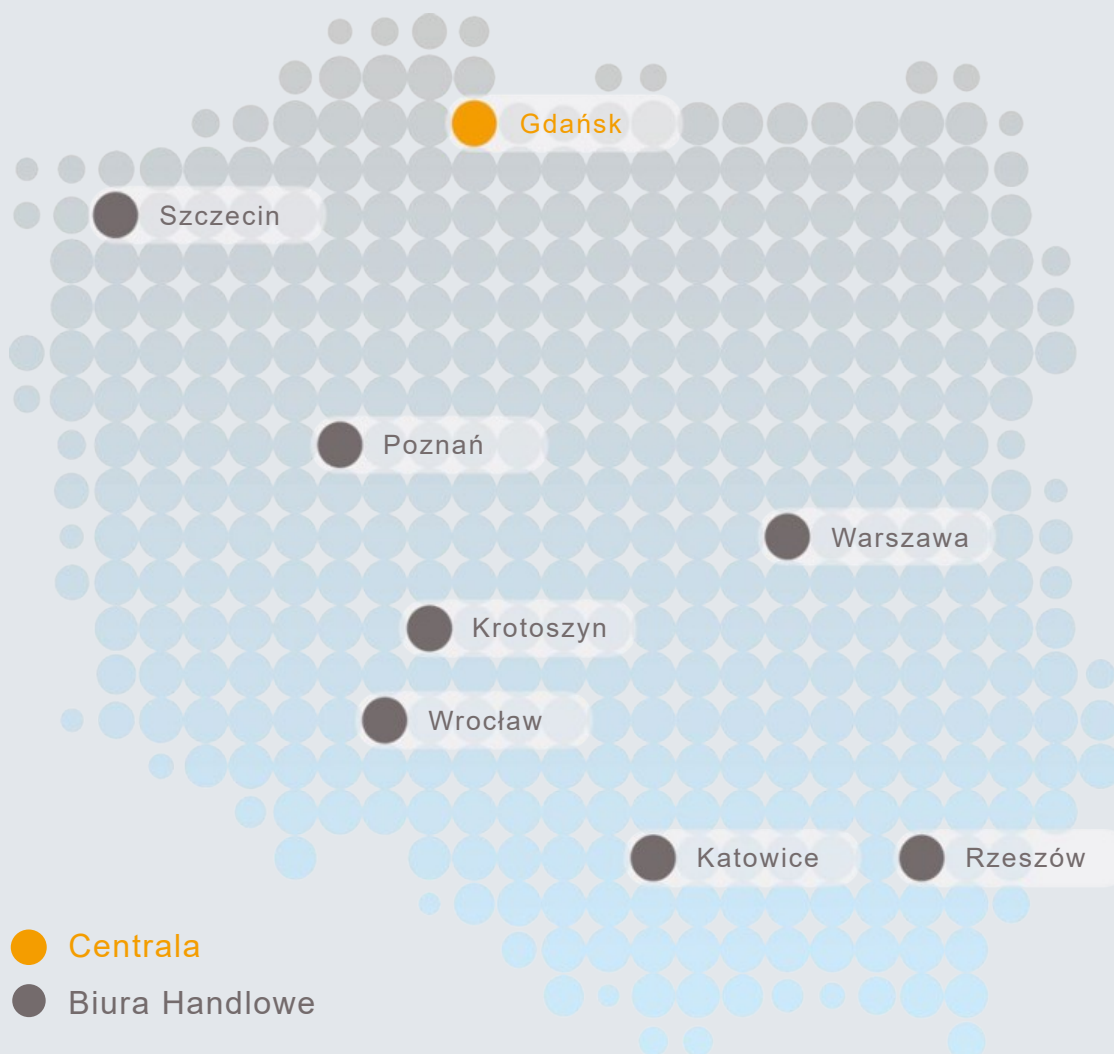 Gdańsk
Szczecin
Poznań
Warszawa
Krotoszyn
Wrocław
Katowice
Rzeszów
Centrala
Biura Handlowe